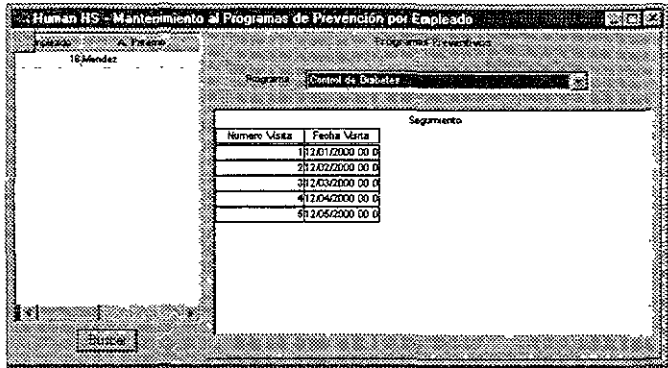 Human HS - Mantenimiento al Programas de Prevención por Empleado
Empleado A. Paterno
16 Mendez
Programas Preventivos
Programa Control de Diabetes
Seguimiento
Numero Visita Fecha Visita
1 12/01/2000 00 0
2 12/02/2000 00 0
3 12/03/2000 00 0
4 12/04/2000 00 0
5 12/05/2000 00 0
Buscar